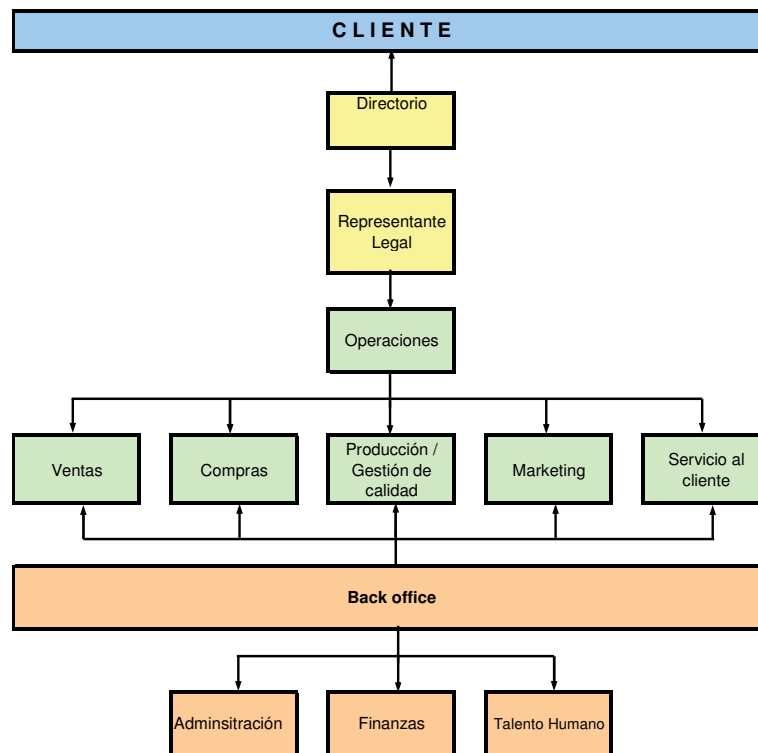 C L I E N T E
Directorio
Representante
Legal
Operaciones
Ventas
Compras
Producción /
Gestión de
calidad
Marketing
Servicio al
cliente
Back office
Adminsitración
Finanzas
Talento Humano